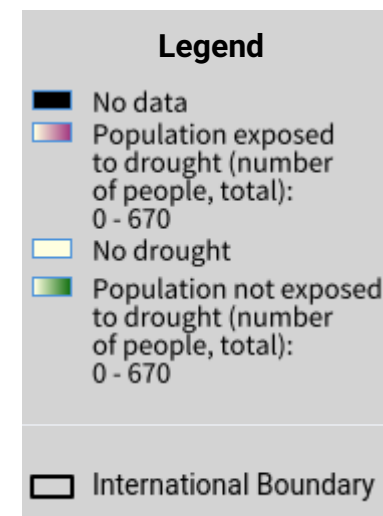 Legend
No data
Population exposed
to drought (number
of people, total):
0 - 670
No drought
Population not exposed
to drought (number
of people, total):
0 - 670
International Boundary